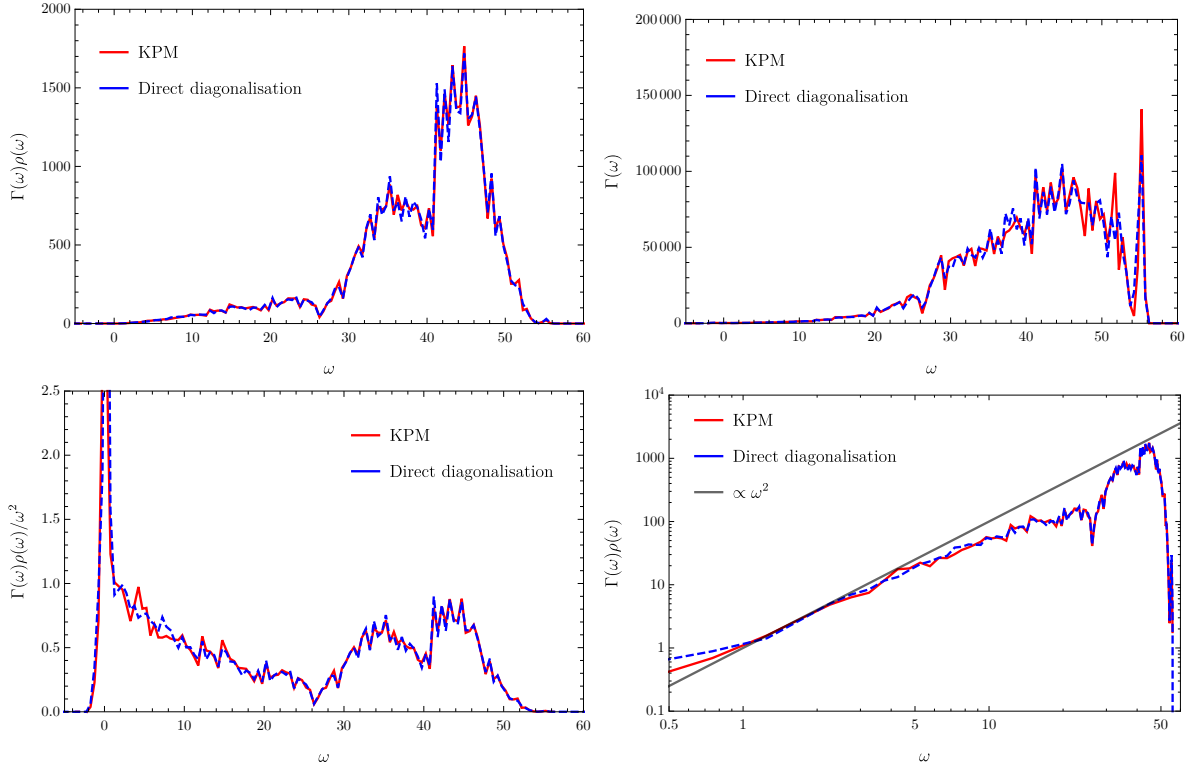 2000
1500
1000
500
0
0 10 20 30 40 50 60
Γ(ω)ρ(ω)
ω
KPM
Direct diagonalisation
200 000
150 000
100 000
50 000
0
0 10 20 30 40 50 60
Γ(ω)
ω
KPM
Direct diagonalisation
2.5
2.0
1.5
1.0
0.5
0.0
0 10 20 30 40 50 60
Γ(ω)ρ(ω)/ω²
ω
KPM
Direct diagonalisation
10⁴
1000
100
10
1
0.1
0.5 1 5 10 50
Γ(ω)ρ(ω)
ω
KPM
Direct diagonalisation
∝ ω²